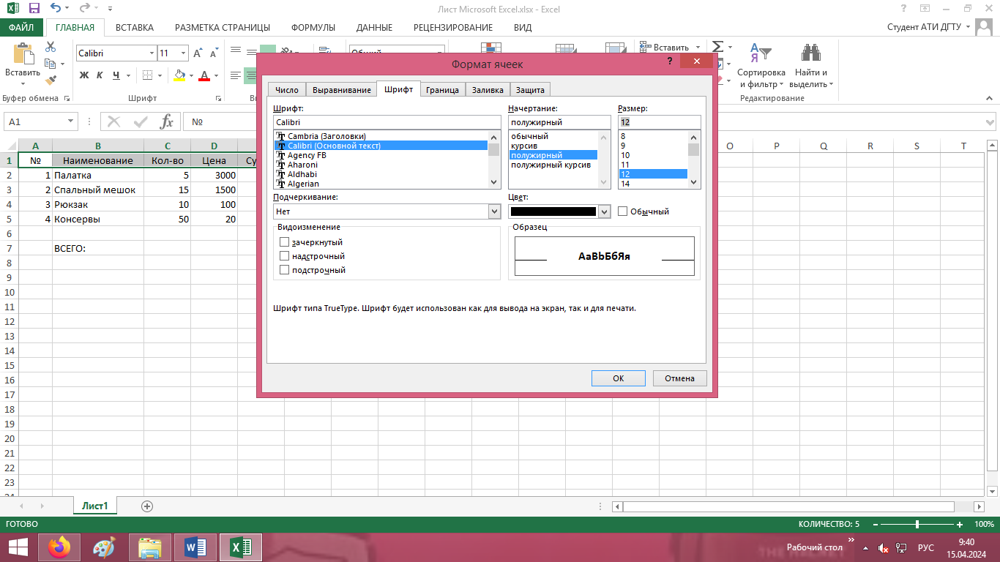 Лист Microsoft Excel.xlsx - Excel
ФАЙЛ ГЛАВНАЯ ВСТАВКА РАЗМЕТКА СТРАНИЦЫ ФОРМУЛЫ ДАННЫЕ РЕЦЕНЗИРОВАНИЕ ВИД Студент АТИ ДГТУ
Вставить
Calibri 11
Ж К Ч
Общий
Вставить
Сортировка и фильтр
Найти и выделить
Буфер обмена Шрифт Редактирование
A1 № 
A B C D O P Q R S T
1 № Наименование Кол-во Цена Су
2 1 Палатка 5 3000
3 2 Спальный мешок 15 1500
4 3 Рюкзак 10 100
5 4 Консервы 50 20
6
7 ВСЕГО:
8
9
10
11
12
13
14
15
16
17
18
19
20
21
22
23
Формат ячеек
? ×
Число Выравнивание Шрифт Граница Заливка Защита
Шрифт: Начертание: Размер:
Calibri полужирный 12
Cambria (Заголовки) обычный 8
Calibri (Основной текст) курсив 9
Agency FB полужирный 10
Aharoni полужирный курсив 11
Aldhabi 12
Algerian 14
Подчеркивание: Цвет:
Нет Обычный
Видоизменение Образец
зачеркнутый
надстрочный АаВbБбЯя
подстрочный
Шрифт типа TrueType. Шрифт будет использован как для вывода на экран, так и для печати.
ОК Отмена
Лист1
ГОТОВО КОЛИЧЕСТВО: 5 100%
Рабочий стол РУС 9:40
15.04.2024